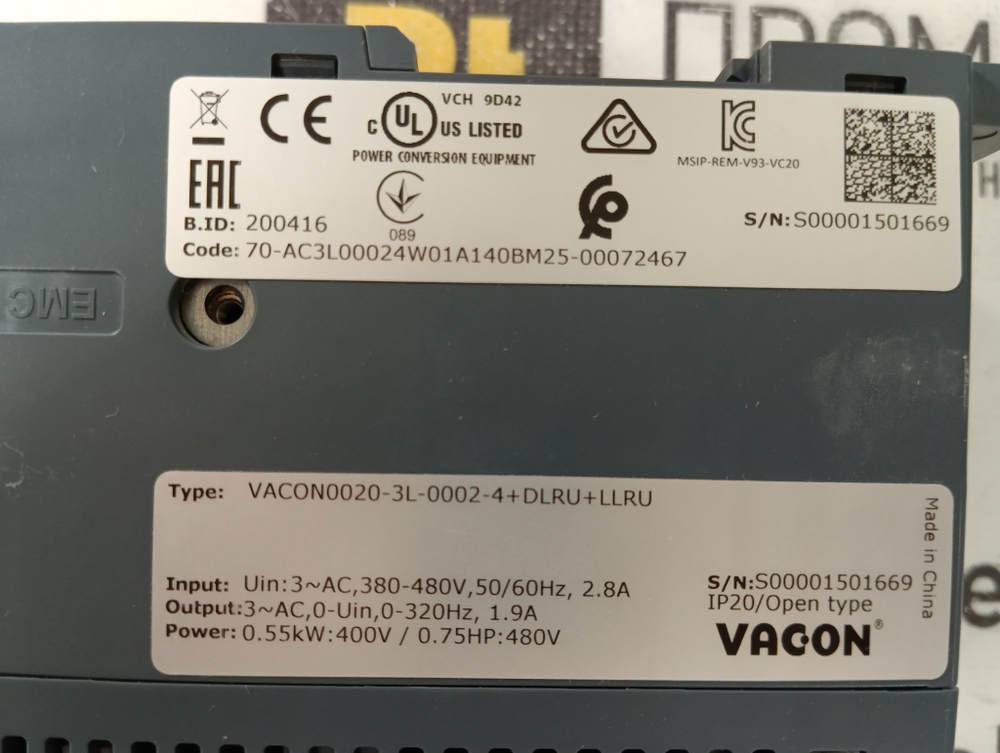 ПРОМ
CE
VCH 9D42
C UL US LISTED
POWER CONVERSION EQUIPMENT
MSIP-REM-V93-VC20
EAC
089
B.ID: 200416
S/N:S00001501669
Code: 70-AC3L00024W01A140BM25-00072467
EMC
Type: VACON0020-3L-0002-4+DLRU+LLRU
Made in China
Input: Uin:3~AC,380-480V,50/60Hz, 2.8A
Output:3~AC,0-Uin,0-320Hz, 1.9A
Power: 0.55kW:400V / 0.75HP:480V
S/N:S00001501669
IP20/Open type
VACON®